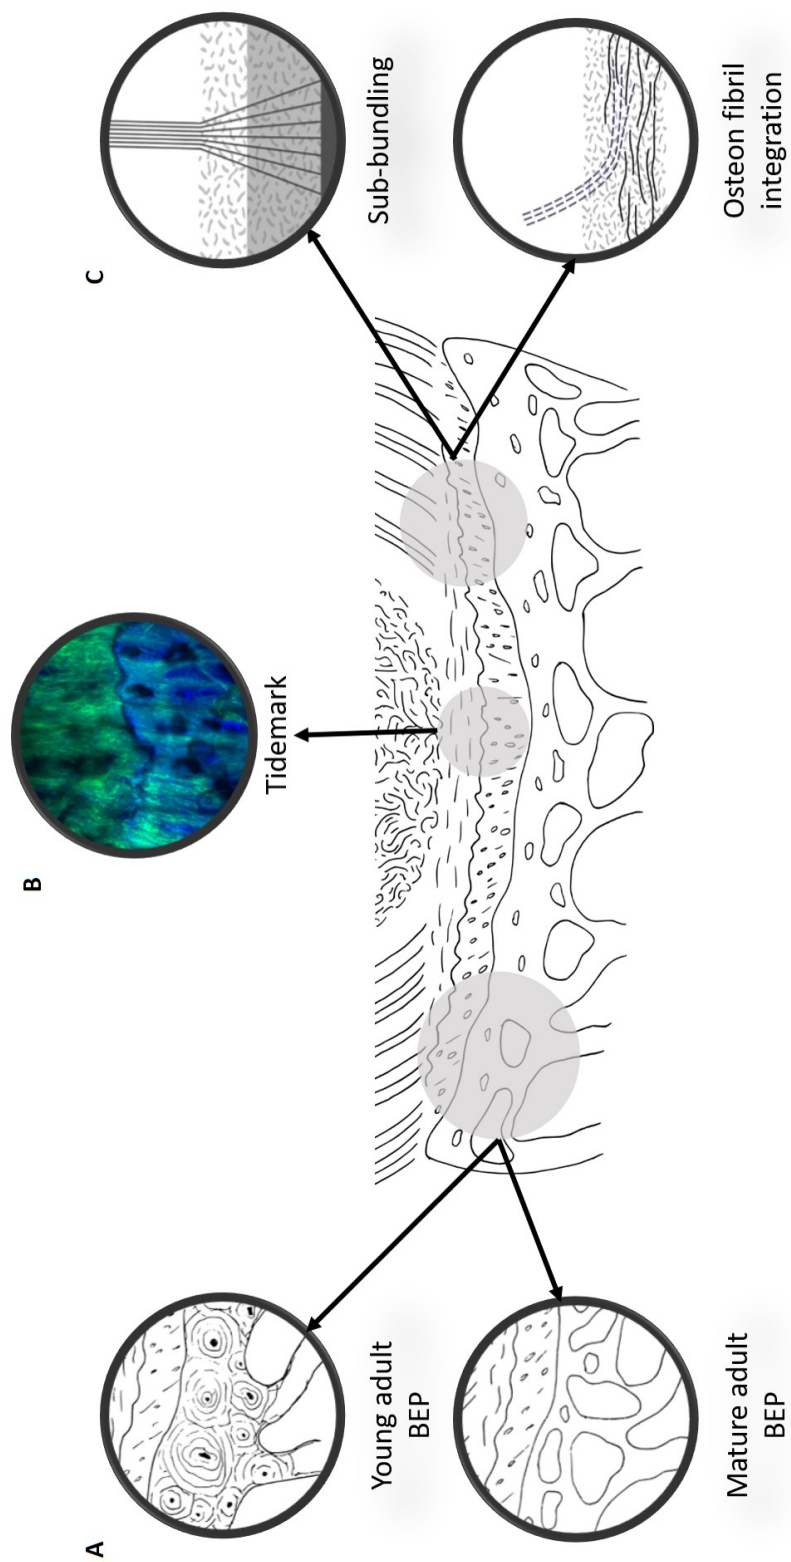 A
Young adult
BEP
Mature adult
BEP
B
Tidemark
C
Sub-bundling
Osteon fibril
integration